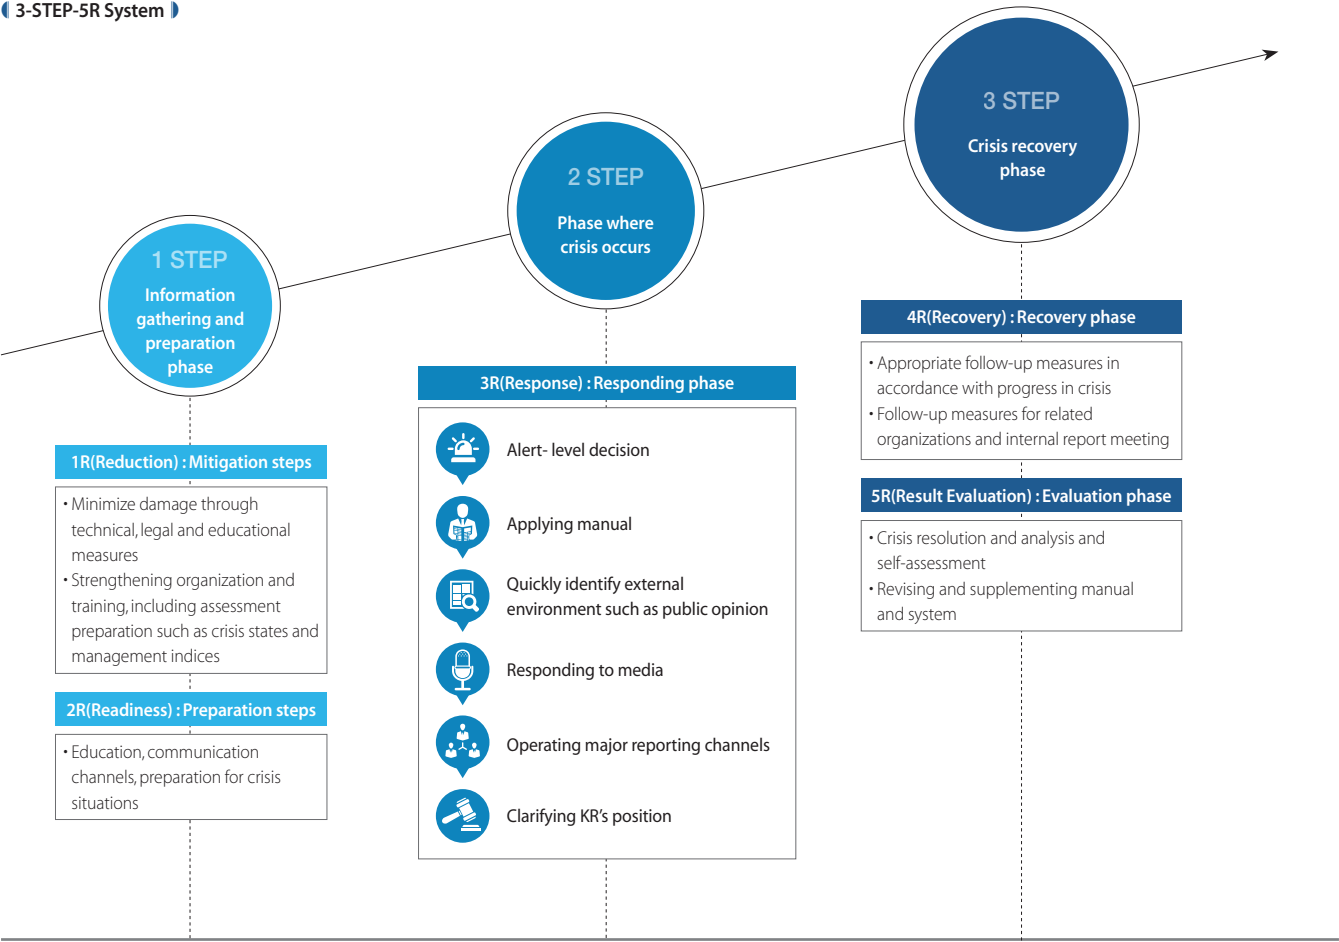 3-STEP-5R System
1 STEP
Information
gathering and
preparation
phase
1R(Reduction) : Mitigation steps
• Minimize damage through
technical, legal and educational
measures
• Strengthening organization and
training, including assessment
preparation such as crisis states and
management indices
2R(Readiness) : Preparation steps
• Education, communication
channels, preparation for crisis
situations
2 STEP
Phase where
crisis occurs
3R(Response) : Responding phase
Alert- level decision
Applying manual
Quickly identify external
environment such as public opinion
Responding to media
Operating major reporting channels
Clarifying KR's position
3 STEP
Crisis recovery
phase
4R(Recovery) : Recovery phase
• Appropriate follow-up measures in
accordance with progress in crisis
• Follow-up measures for related
organizations and internal report meeting
5R(Result Evaluation) : Evaluation phase
• Crisis resolution and analysis and
self-assessment
• Revising and supplementing manual
and system